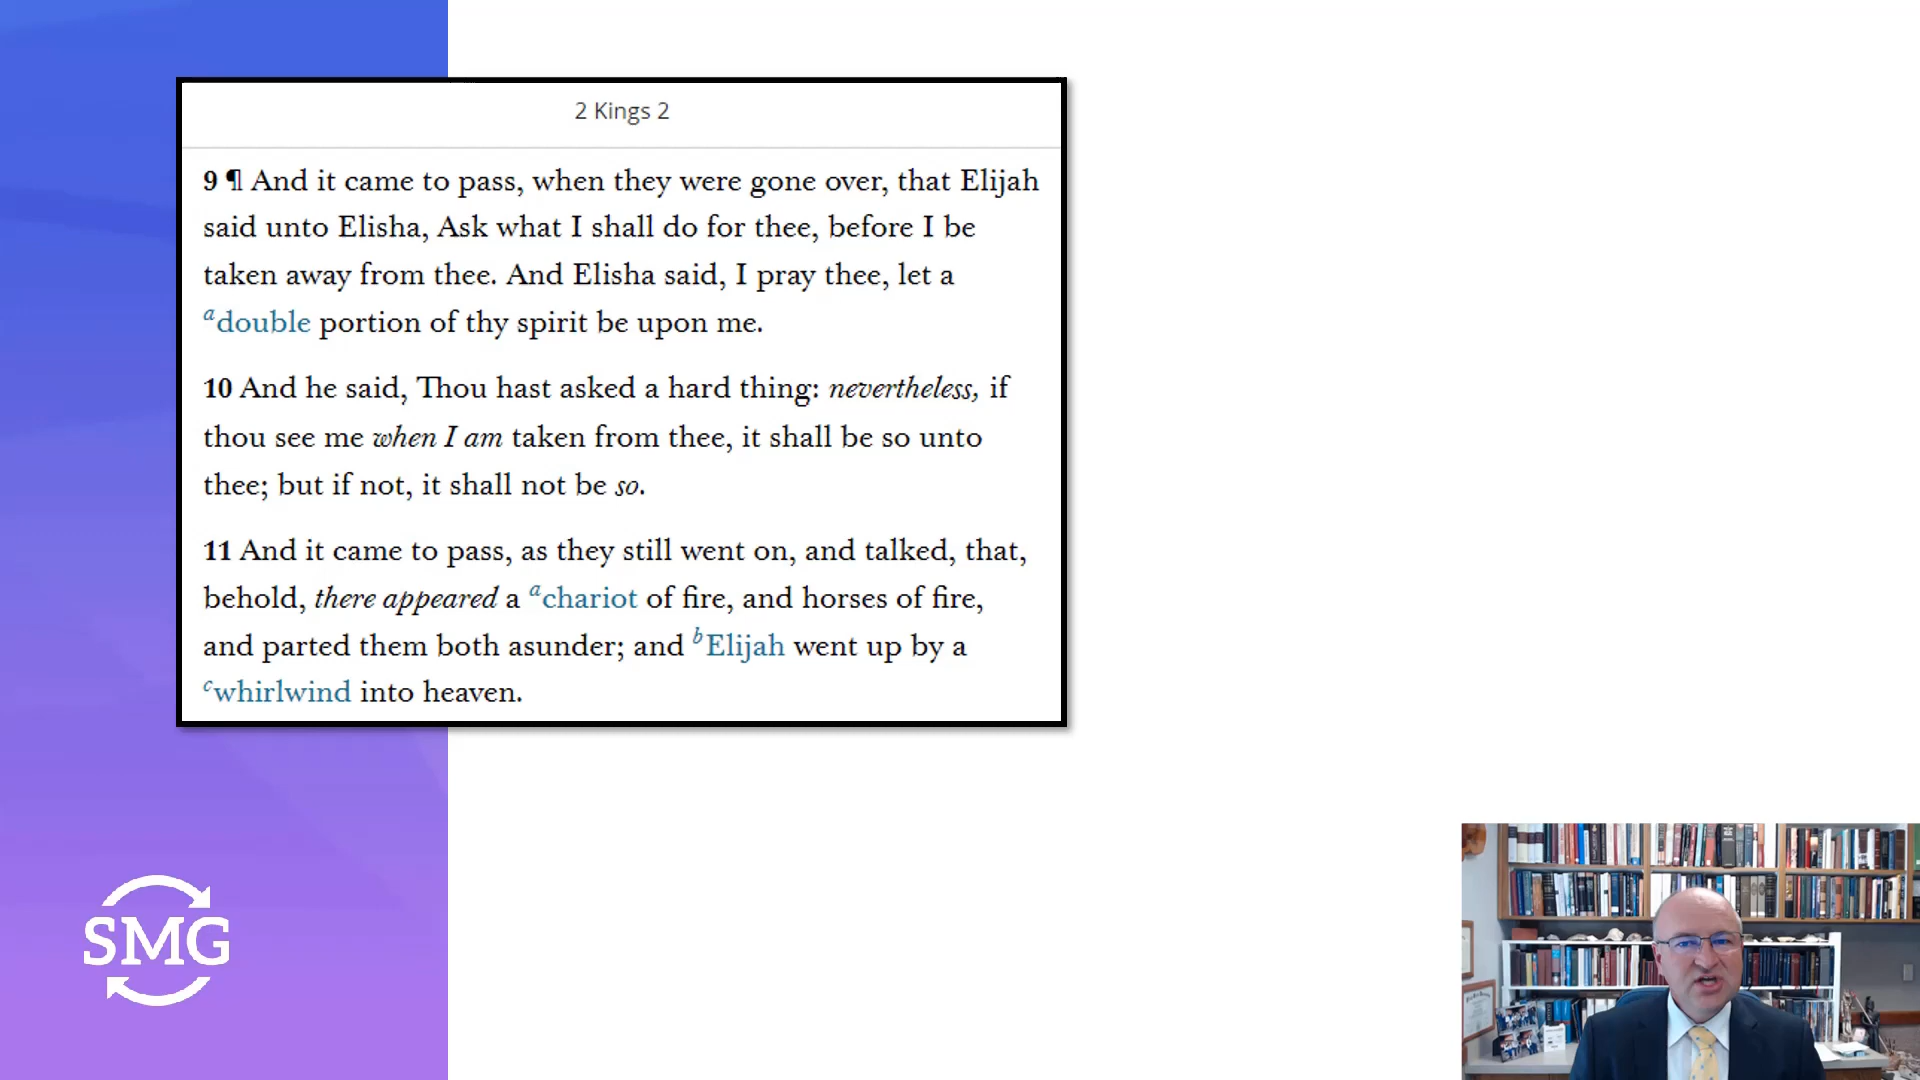 2 Kings 2
9 ¶ And it came to pass, when they were gone over, that Elijah
said unto Elisha, Ask what I shall do for thee, before I be
taken away from thee. And Elisha said, I pray thee, let a
a double portion of thy spirit be upon me.
10 And he said, Thou hast asked a hard thing: nevertheless, if
thou see me when I am taken from thee, it shall be so unto
thee; but if not, it shall not be so.
11 And it came to pass, as they still went on, and talked, that,
behold, there appeared a a chariot of fire, and horses of fire,
and parted them both asunder; and b Elijah went up by a
c whirlwind into heaven.
SMG